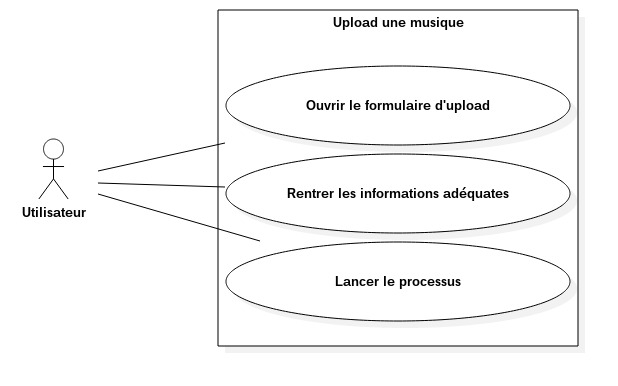 Upload une musique
Ouvrir le formulaire d'upload
Rentrer les informations adéquates
Utilisateur
Lancer le processus